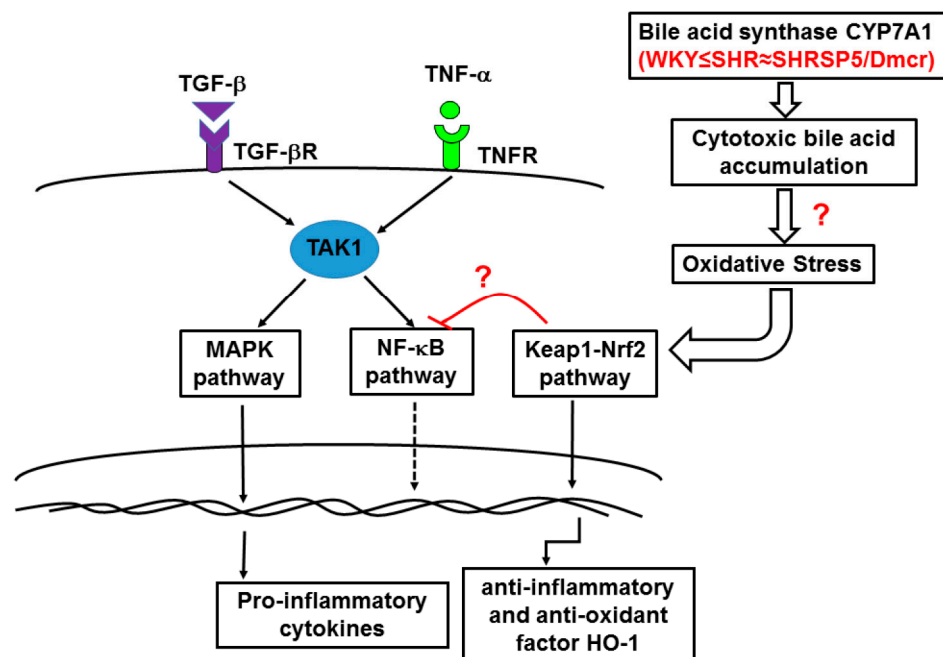 Bile acid synthase CYP7A1
(WKY≤SHR≈SHRSP5/Dmcr)
TGF-β
TNF-α
TGF-βR
TNFR
Cytotoxic bile acid
accumulation
?
TAK1
Oxidative Stress
?
MAPK
pathway
NF-κB
pathway
Keap1-Nrf2
pathway
Pro-inflammatory
cytokines
anti-inflammatory
and anti-oxidant
factor HO-1